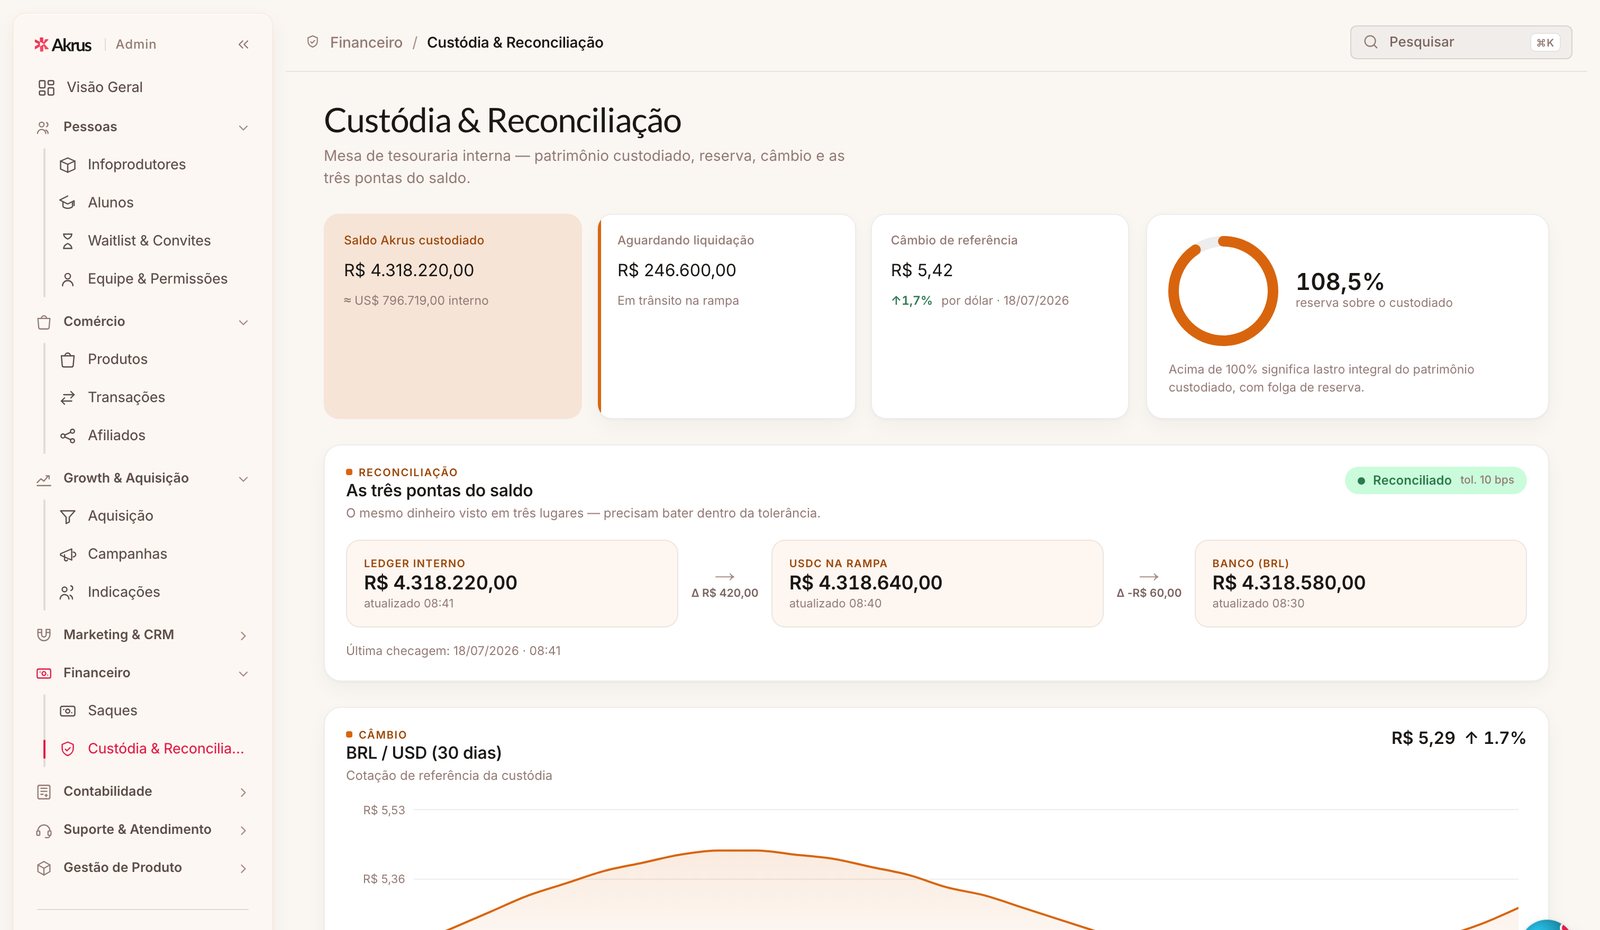 Akrus
Admin
Visão Geral
Pessoas
Infoprodutores
Alunos
Waitlist & Convites
Equipe & Permissões
Comércio
Produtos
Transações
Afiliados
Growth & Aquisição
Aquisição
Campanhas
Indicações
Marketing & CRM
Financeiro
Saques
Custódia & Reconcilia...
Contabilidade
Suporte & Atendimento
Gestão de Produto
Financeiro / Custódia & Reconciliação
Pesquisar ⌘K
Custódia & Reconciliação
Mesa de tesouraria interna — patrimônio custodiado, reserva, câmbio e as
três pontas do saldo.
Saldo Akrus custodiado
R$ 4.318.220,00
≈ US$ 796.719,00 interno
Aguardando liquidação
R$ 246.600,00
Em trânsito na rampa
Câmbio de referência
R$ 5,42
↑1,7% por dólar · 18/07/2026
108,5%
reserva sobre o custodiado
Acima de 100% significa lastro integral do patrimônio
custodiado, com folga de reserva.
RECONCILIAÇÃO
As três pontas do saldo
O mesmo dinheiro visto em três lugares — precisam bater dentro da tolerância.
Reconciliado tol. 10 bps
LEDGER INTERNO
R$ 4.318.220,00
atualizado 08:41
→
Δ R$ 420,00
USDC NA RAMPA
R$ 4.318.640,00
atualizado 08:40
→
Δ -R$ 60,00
BANCO (BRL)
R$ 4.318.580,00
atualizado 08:30
Última checagem: 18/07/2026 · 08:41
CÂMBIO
BRL / USD (30 dias)
Cotação de referência da custódia
R$ 5,29 ↑ 1.7%
R$ 5,53
R$ 5,36